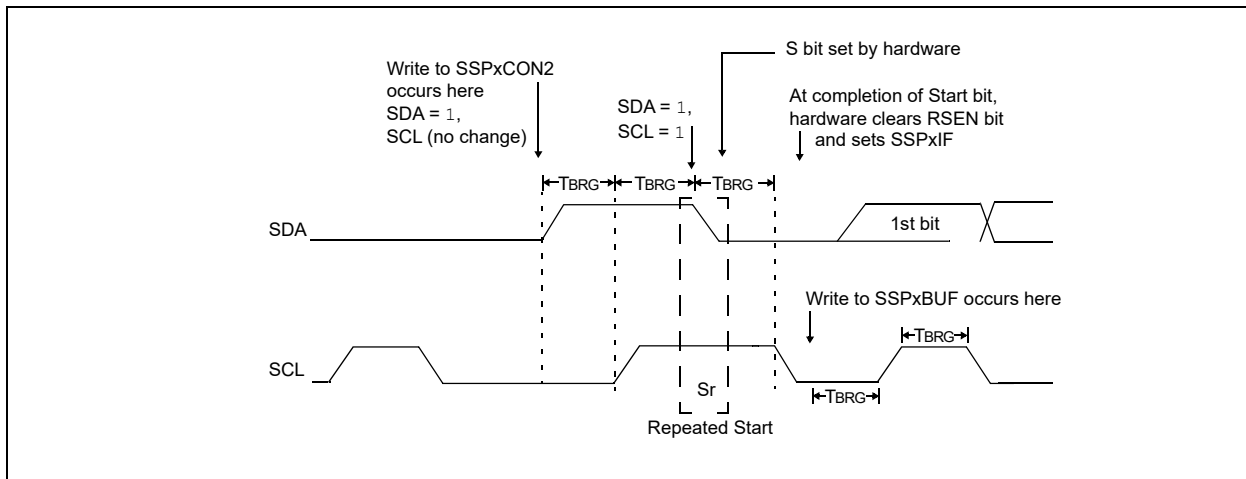 S bit set by hardware
Write to SSPxCON2
occurs here
SDA = 1,
SCL (no change)
SDA = 1,
SCL = 1
At completion of Start bit,
hardware clears RSEN bit
and sets SSPxIF
TBRG TBRG TBRG
SDA
1st bit
Write to SSPxBUF occurs here
TBRG
SCL
Sr
TBRG
Repeated Start